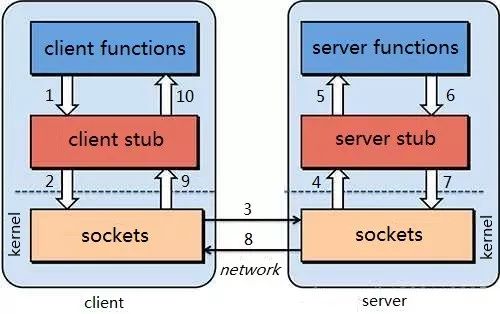 client functions
server functions
1
10
5
6
client stub
server stub
2
9
4
7
kernel
sockets
3
8
sockets
kernel
network
client
server